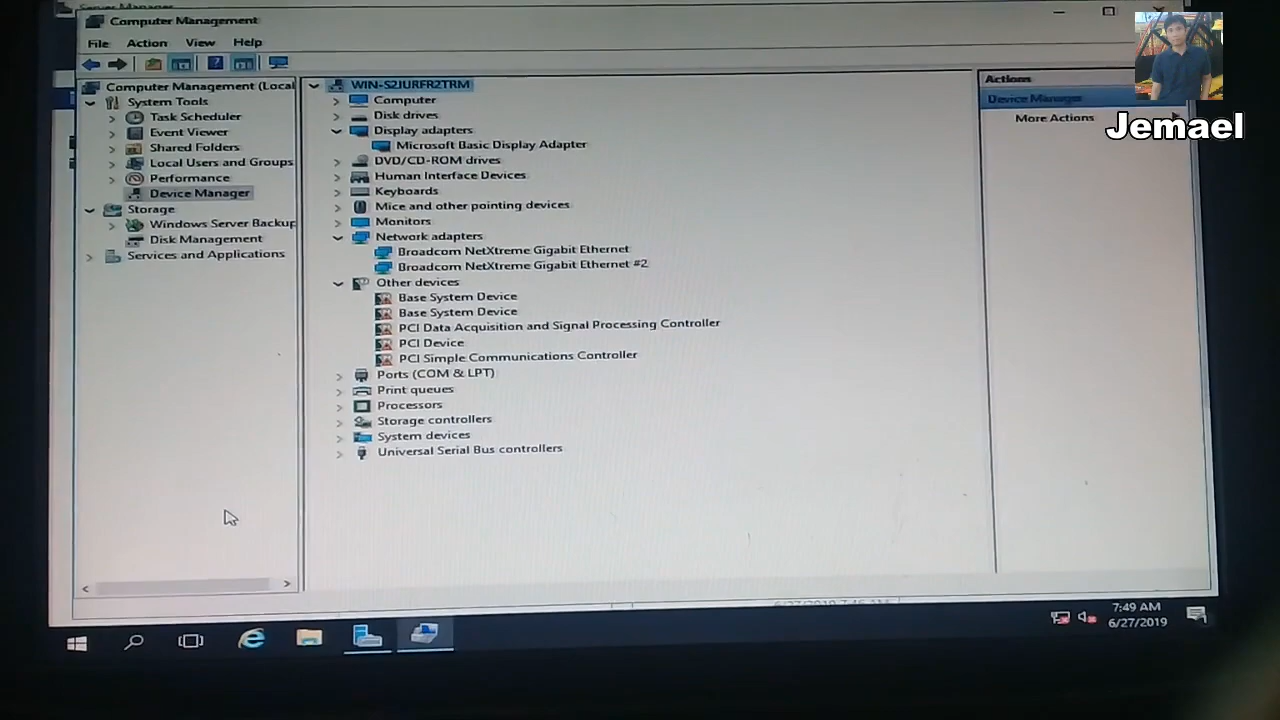 Server Manager
Computer Management
File Action View Help
Computer Management (Local
System Tools
Task Scheduler
Event Viewer
Shared Folders
Local Users and Groups
Performance
Device Manager
Storage
Windows Server Backup
Disk Management
Services and Applications
WIN-S2JURFR2TRM
Computer
Disk drives
Display adapters
Microsoft Basic Display Adapter
DVD/CD-ROM drives
Human Interface Devices
Keyboards
Mice and other pointing devices
Monitors
Network adapters
Broadcom NetXtreme Gigabit Ethernet
Broadcom NetXtreme Gigabit Ethernet #2
Other devices
Base System Device
Base System Device
PCI Data Acquisition and Signal Processing Controller
PCI Device
PCI Simple Communications Controller
Ports (COM & LPT)
Print queues
Processors
Storage controllers
System devices
Universal Serial Bus controllers
Actions
Device Manager
More Actions
Jemael
7:49 AM
6/27/2019